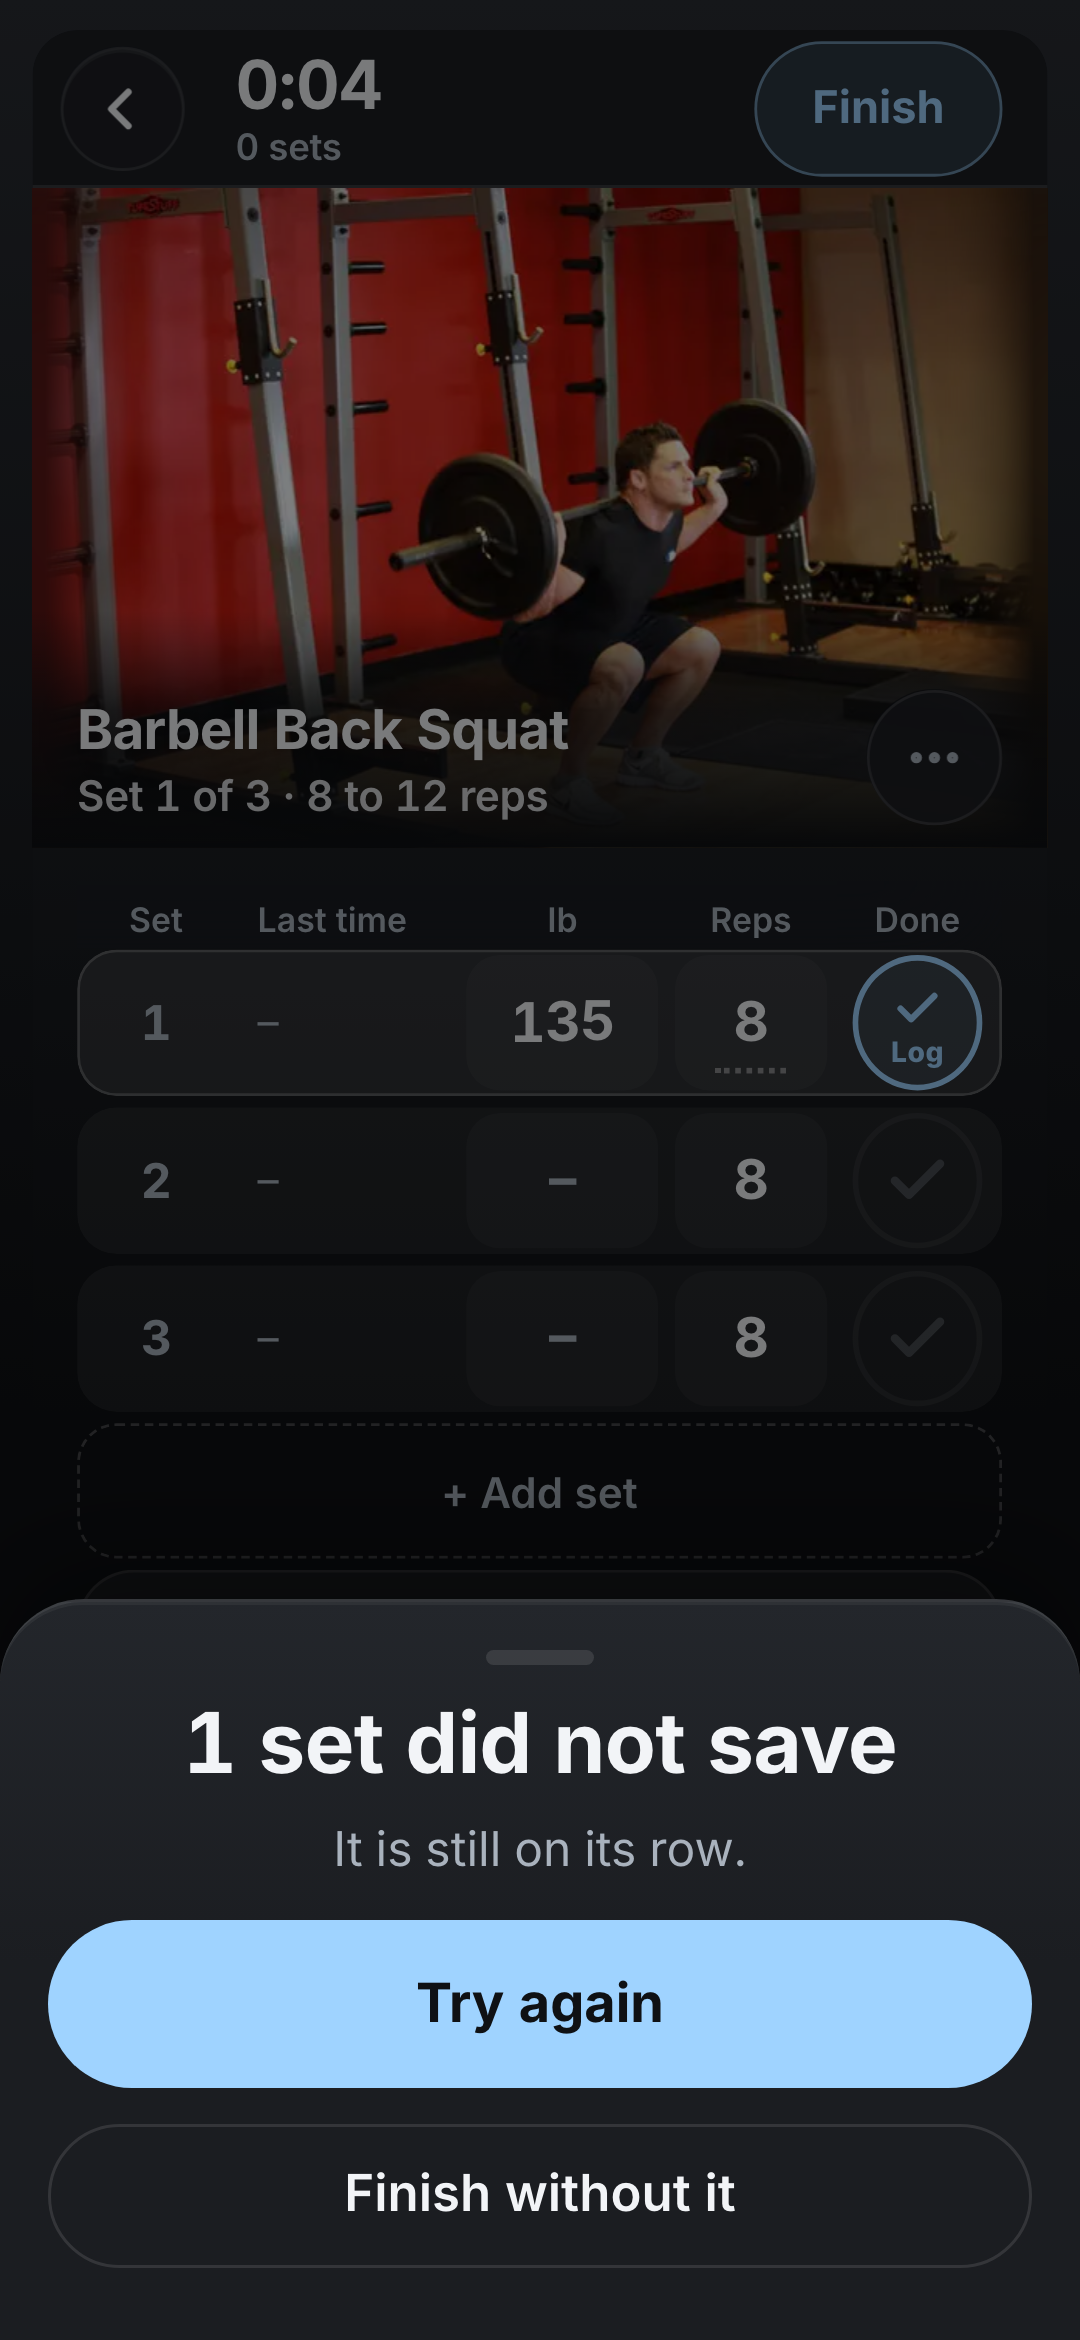 0:04
0 sets
Finish
Barbell Back Squat
Set 1 of 3 · 8 to 12 reps
Set Last time lb Reps Done
1 – 135 8 Log
2 – – 8
3 – – 8
+ Add set
1 set did not save
It is still on its row.
Try again
Finish without it